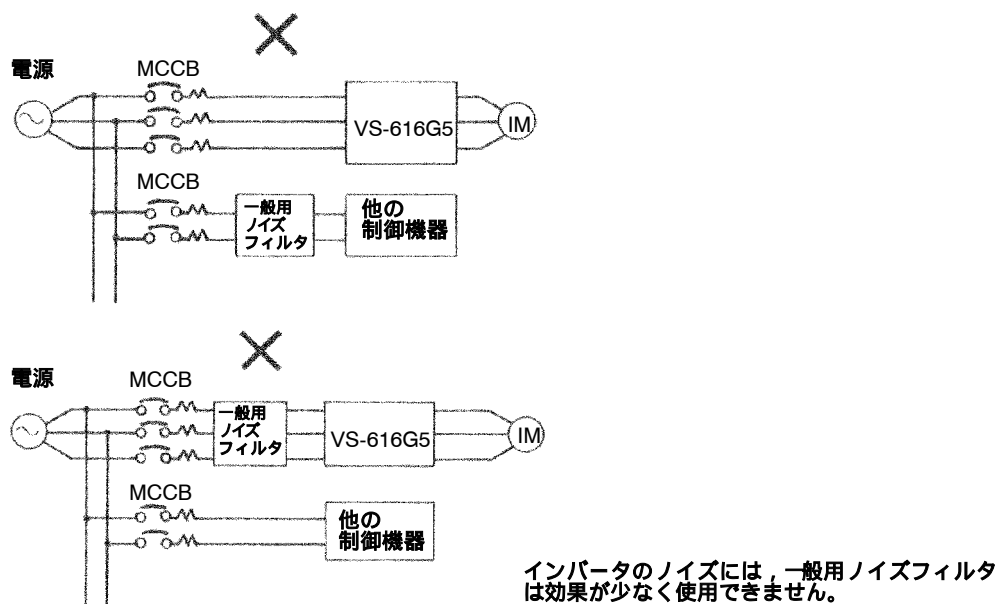 電源
MCCB
VS-616G5
IM
MCCB
一般用
ノイズ
フィルタ
他の
制御機器
電源
MCCB
一般用
ノイズ
フィルタ
VS-616G5
IM
MCCB
他の
制御機器
インバータのノイズには，一般用ノイズフィルタ
は効果が少なく使用できません。